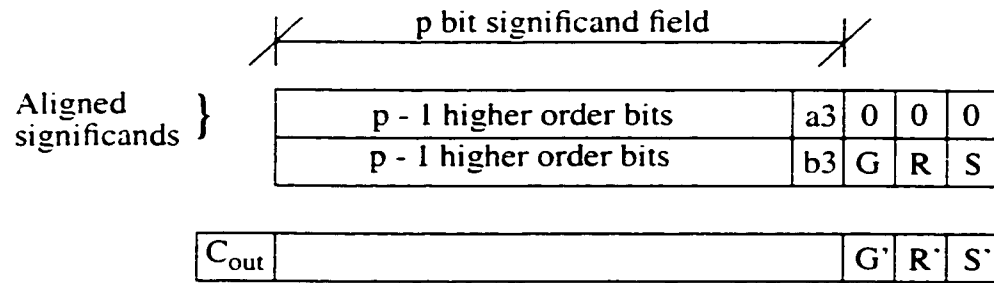 p bit significand field
Aligned
significands
}
p - 1 higher order bits a3 0 0 0
p - 1 higher order bits b3 G R S
Cout G' R' S'